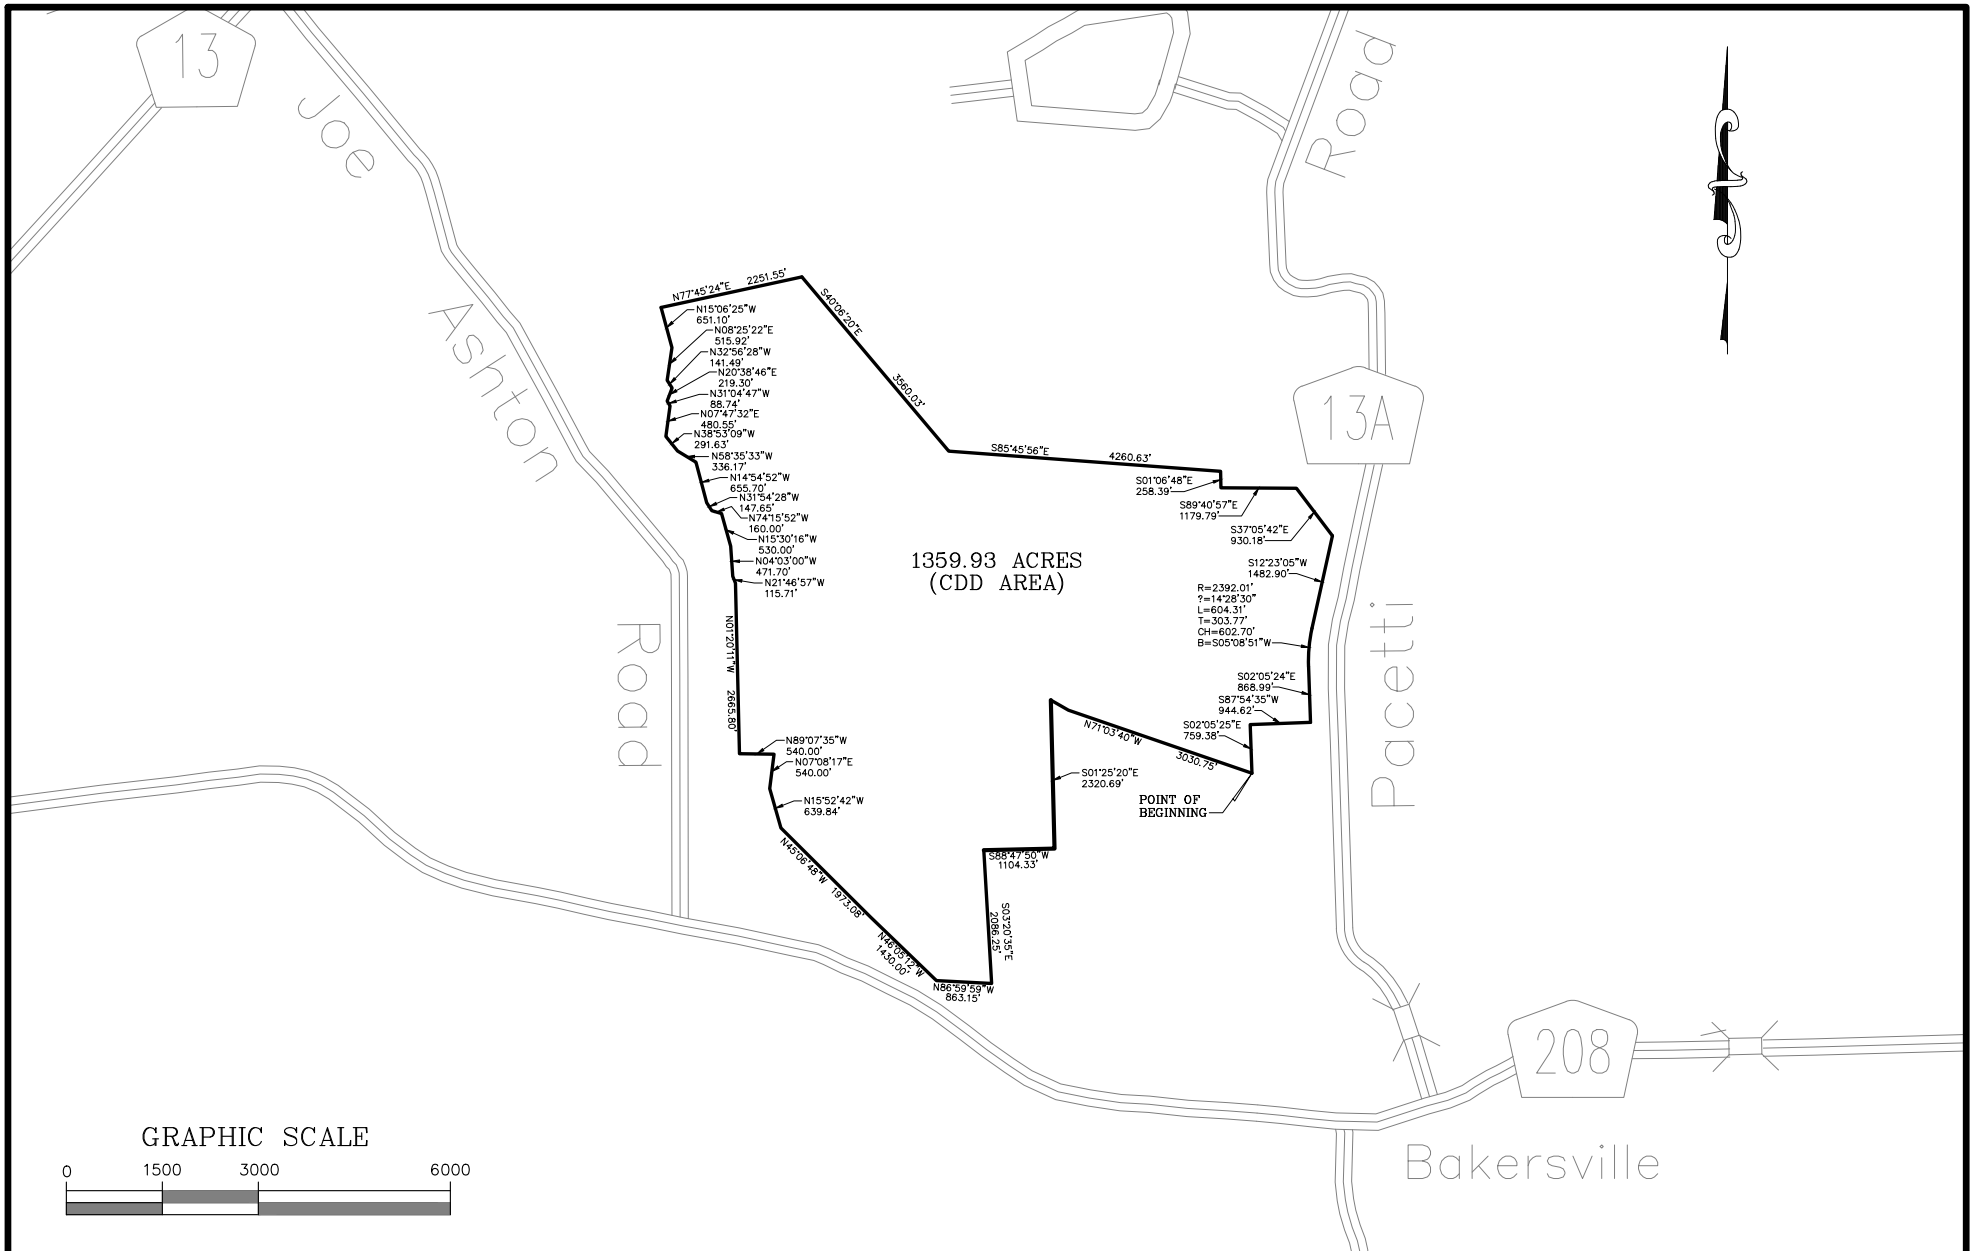 13
Joe
Ashton
Road
Road
13A
Pacetti
208
Bakersville
N77°45'24"E 2251.55'
N15°06'25"W
651.10'
N08°25'22"E
515.92'
N32°56'28"W
141.49'
N20°38'46"E
219.30'
N31°04'47"W
88.74'
N07°47'32"E
480.55'
N38°53'09"W
291.63'
N58°35'33"W
336.17'
N14°54'52"W
655.70'
N31°54'28"W
147.65'
N74°15'52"W
160.00'
N15°30'16"W
530.00'
N04°03'00"W
471.70'
N21°46'57"W
115.71'
N01°20'11"W 2665.80'
N89°07'35"W
540.00'
N07°08'17"E
540.00'
N15°52'42"W
639.84'
N45°06'48"W 1973.08'
N46°05'12"W
1430.00'
N86°59'59"W
863.15'
S03°20'35"E
2086.25'
S88°47'50"W
1104.33'
S01°25'20"E
2320.69'
N71°03'40"W 3030.75'
POINT OF
BEGINNING
S40°06'20"E 3560.03'
S85°45'56"E 4260.63'
S01°06'48"E
258.39'
S89°40'57"E
1179.79'
S37°05'42"E
930.18'
S12°23'05"W
1482.90'
R=2392.01'
?=14°28'30"
L=604.31'
T=303.77'
CH=602.70'
B=S05°08'51"W
S02°05'24"E
868.99'
S87°54'35"W
944.62'
S02°05'25"E
759.38'
1359.93 ACRES
(CDD AREA)
GRAPHIC SCALE
0 1500 3000 6000